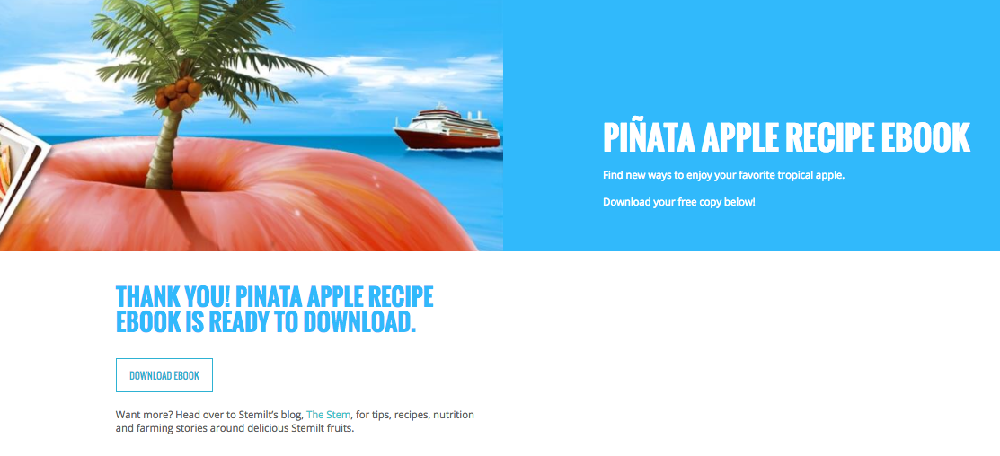 PIÑATA APPLE RECIPE EBOOK
Find new ways to enjoy your favorite tropical apple.
Download your free copy below!
THANK YOU! PINATA APPLE RECIPE
EBOOK IS READY TO DOWNLOAD.
DOWNLOAD EBOOK
Want more? Head over to Stemilt's blog, The Stem, for tips, recipes, nutrition
and farming stories around delicious Stemilt fruits.